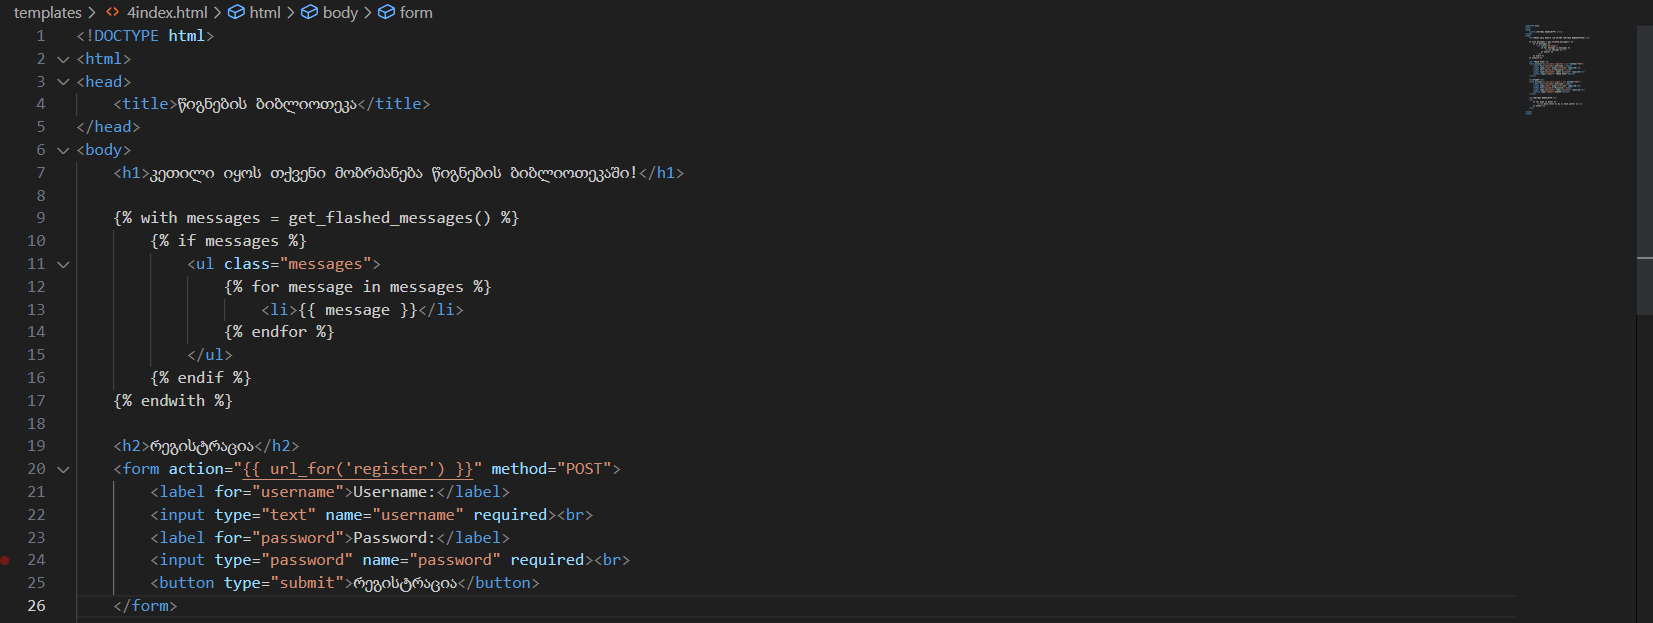 templates > 4index.html > html > body > form
1 <!DOCTYPE html>
2 <html>
3 <head>
4 <title>წიგნების ბიბლიოთეკა</title>
5 </head>
6 <body>
7 <h1>კეთილი იყოს თქვენი მობრძანება წიგნების ბიბლიოთეკაში!</h1>
8
9 {% with messages = get_flashed_messages() %}
10 {% if messages %}
11 <ul class="messages">
12 {% for message in messages %}
13 <li>{{ message }}</li>
14 {% endfor %}
15 </ul>
16 {% endif %}
17 {% endwith %}
18
19 <h2>რეგისტრაცია</h2>
20 <form action="{{ url_for('register') }}" method="POST">
21 <label for="username">Username:</label>
22 <input type="text" name="username" required><br>
23 <label for="password">Password:</label>
24 <input type="password" name="password" required><br>
25 <button type="submit">რეგისტრაცია</button>
26 </form>